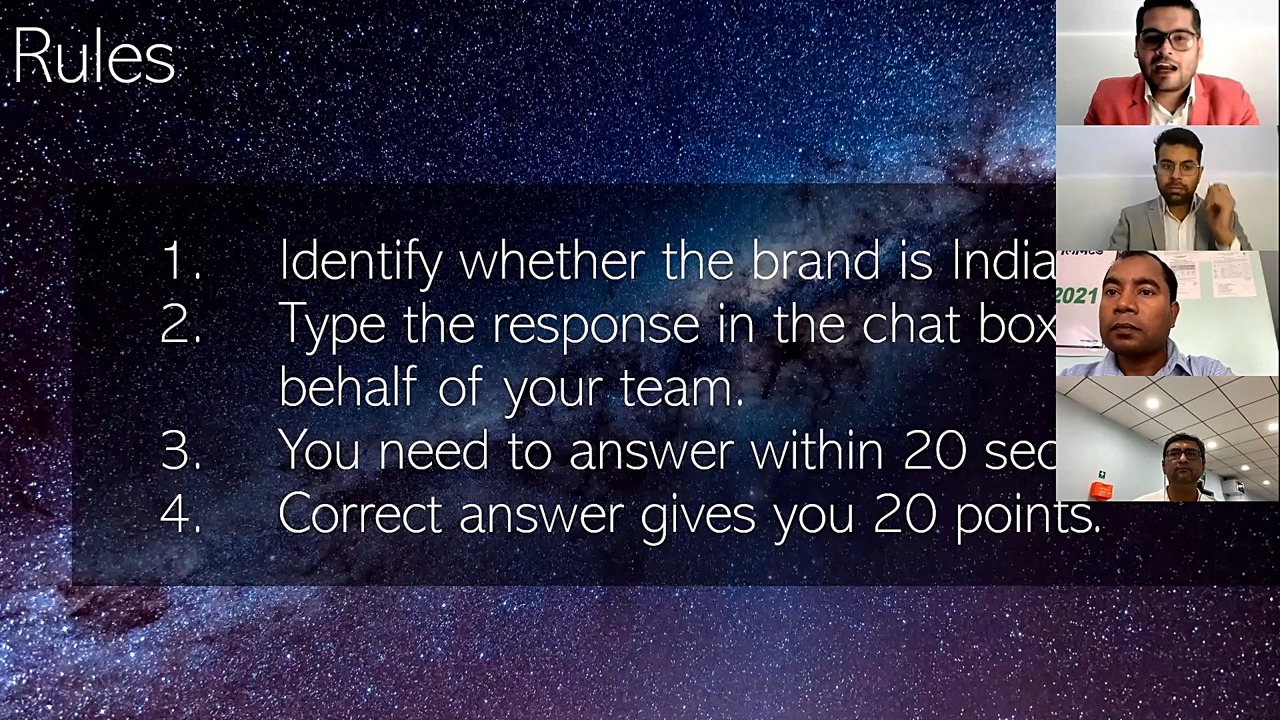 Rules
1. Identify whether the brand is India
2. Type the response in the chat box
behalf of your team.
3. You need to answer within 20 sec
4. Correct answer gives you 20 points.
2021